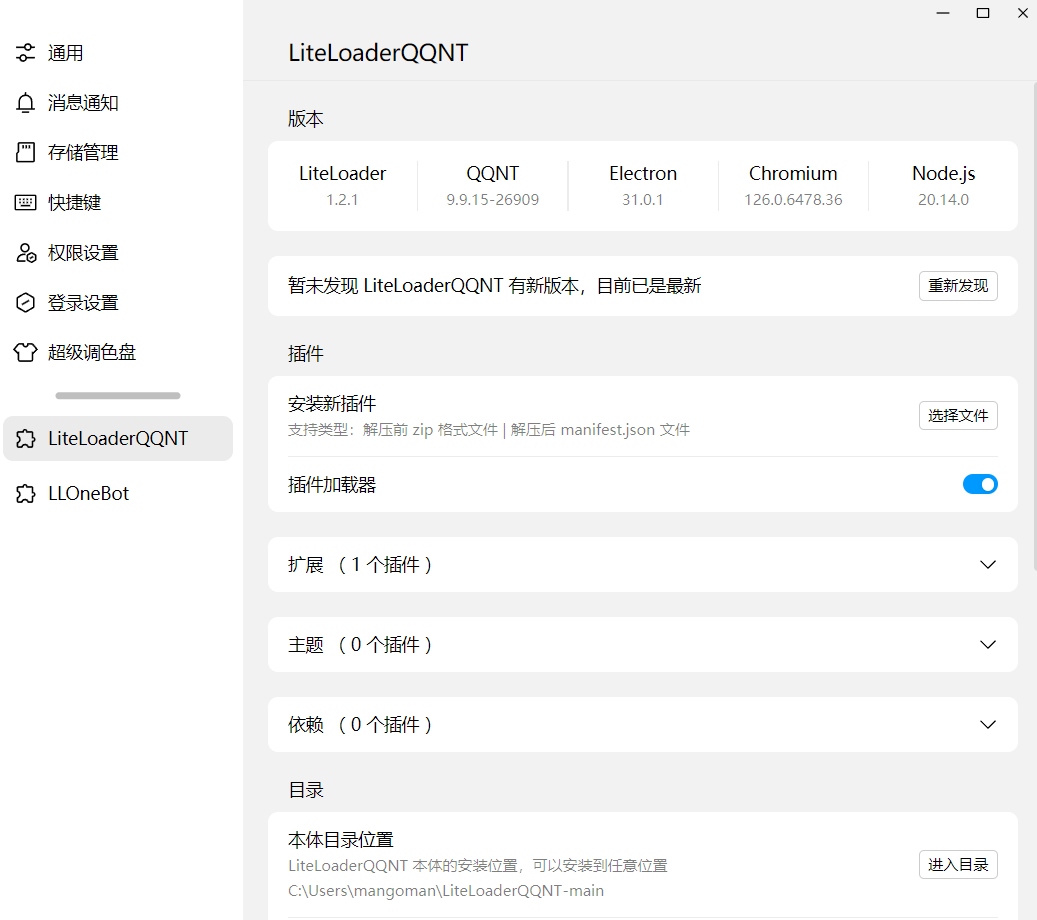 通用
消息通知
存储管理
快捷键
权限设置
登录设置
超级调色盘
LiteLoaderQQNT
LLOneBot
LiteLoaderQQNT
版本
LiteLoader QQNT Electron Chromium Node.js
1.2.1 9.9.15-26909 31.0.1 126.0.6478.36 20.14.0
暂未发现 LiteLoaderQQNT 有新版本，目前已是最新 重新发现
插件
安装新插件
支持类型：解压前 zip 格式文件 | 解压后 manifest.json 文件
选择文件
插件加载器
扩展 （ 1 个插件 ）
主题 （ 0 个插件 ）
依赖 （ 0 个插件 ）
目录
本体目录位置
LiteLoaderQQNT 本体的安装位置，可以安装到任意位置
C:\Users\mangoman\LiteLoaderQQNT-main
进入目录